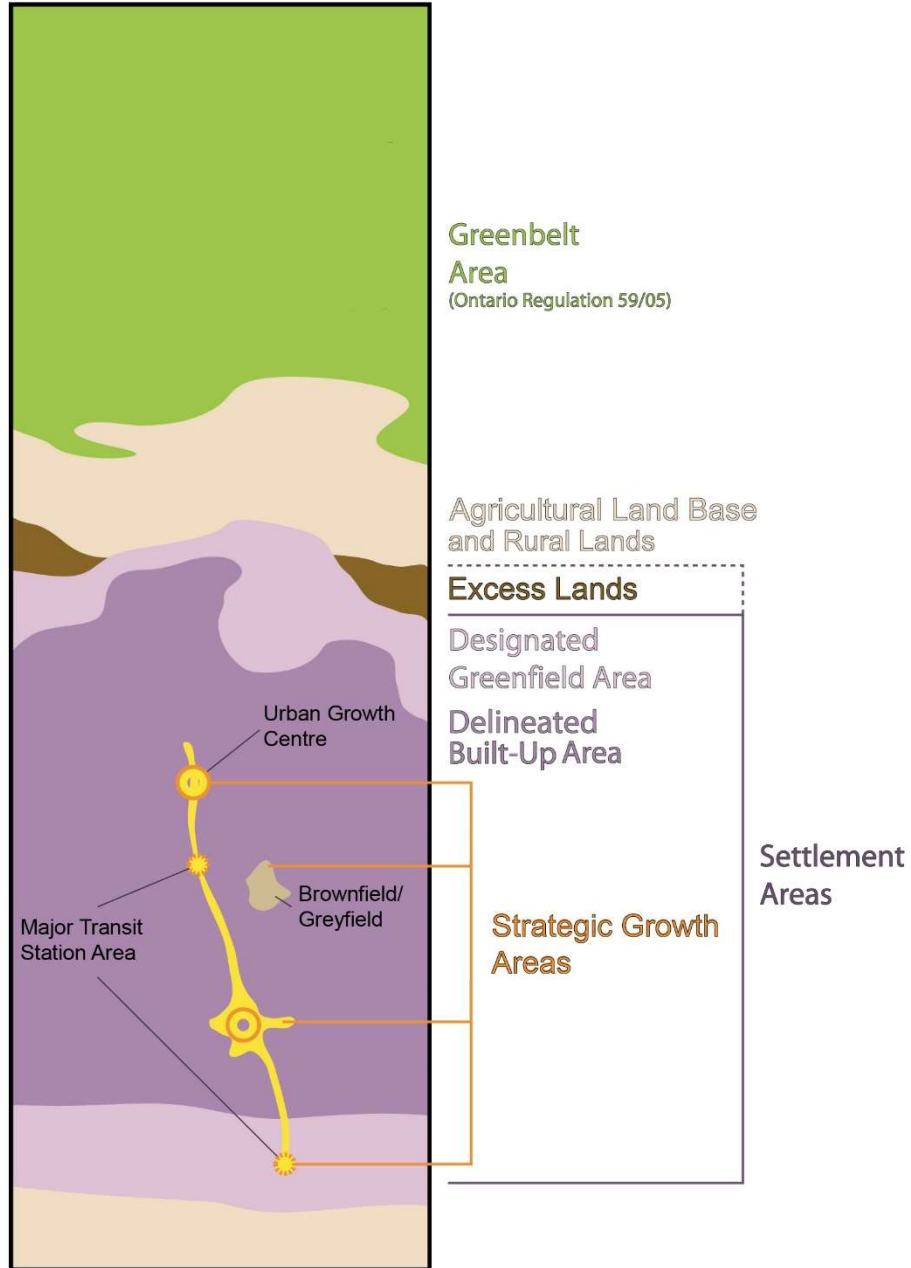 Greenbelt
Area
(Ontario Regulation 59/05)
Agricultural Land Base
and Rural Lands
Excess Lands
Designated
Greenfield Area
Delineated
Built-Up Area
Urban Growth
Centre
Brownfield/
Greyfield
Major Transit
Station Area
Strategic Growth
Areas
Settlement
Areas